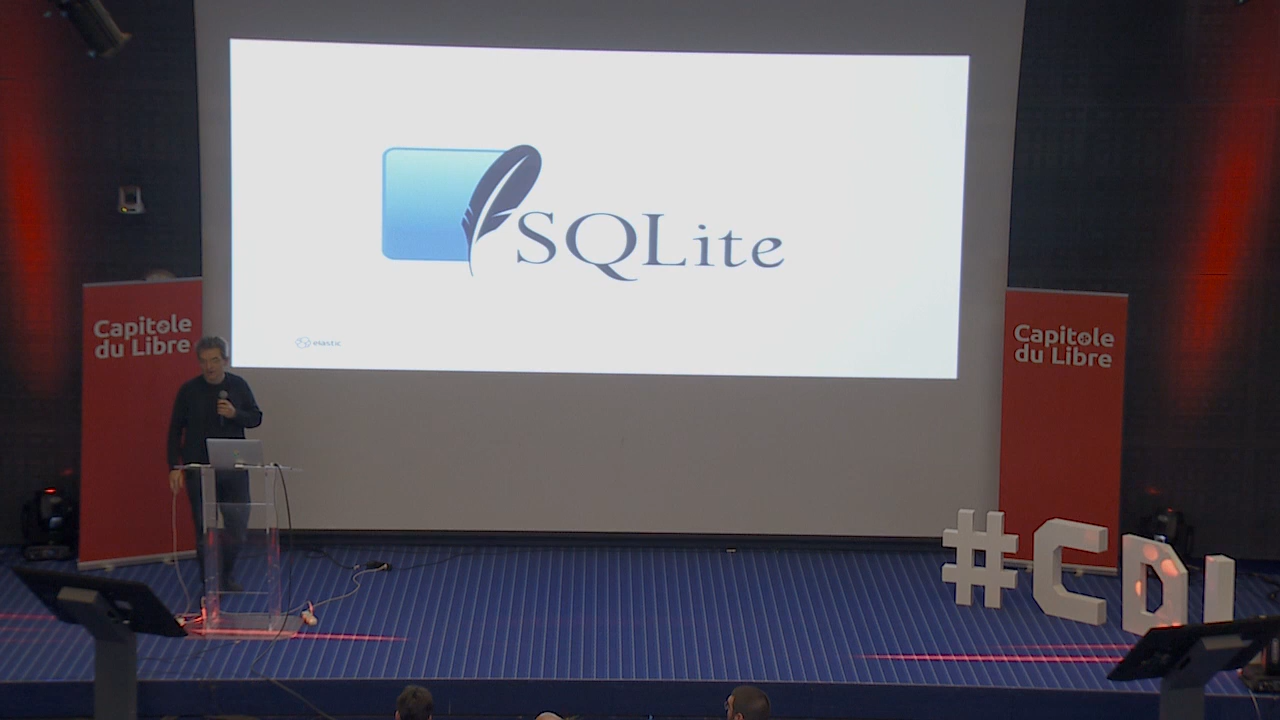 SQLite
elastic
Capitole
du Libre
Capitole
du Libre
#CDL